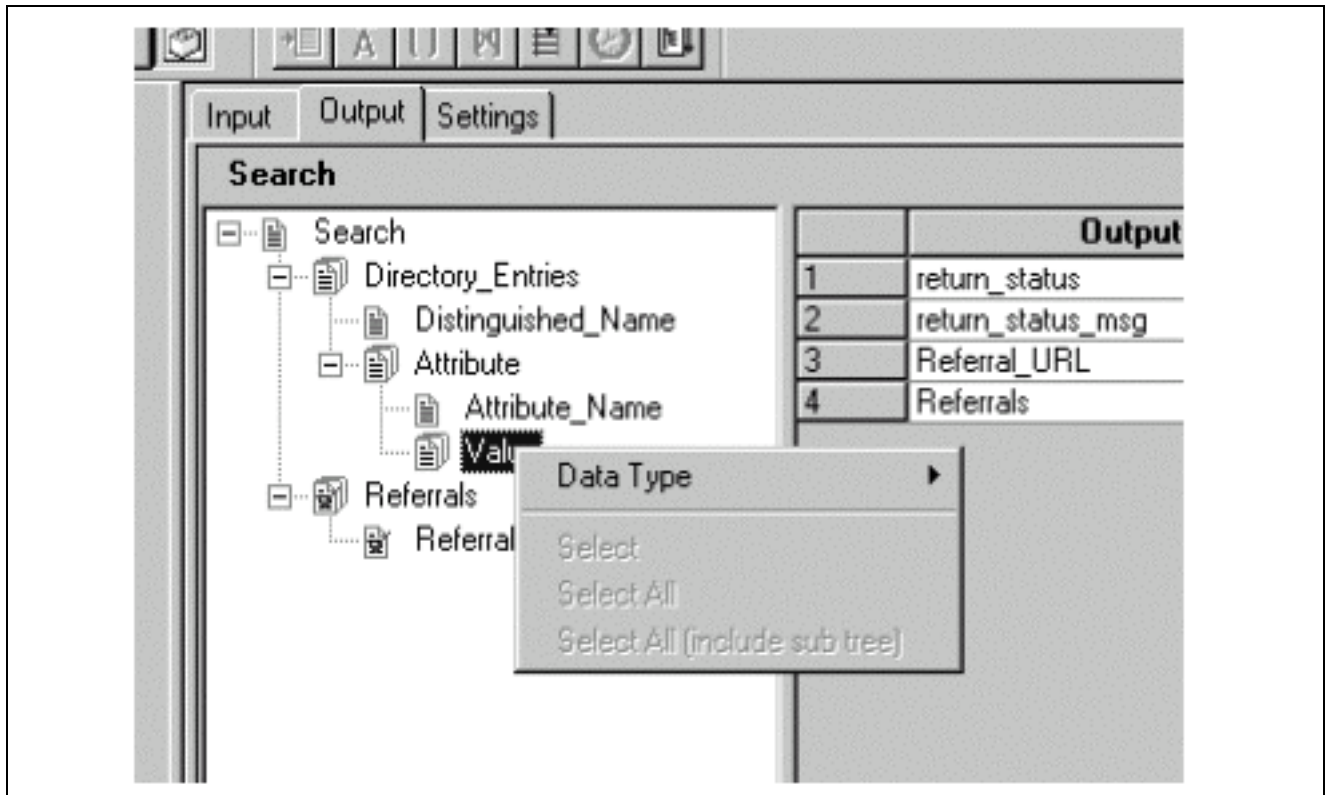 Input Output Settings
Search
Search
Directory_Entries
Distinguished_Name
Attribute
Attribute_Name
Referrals
Output
1 return_status
2 return_status_msg
3 Referral_URL
4 Referrals
Data Type
Select
Select All
Select All (include sub tree)